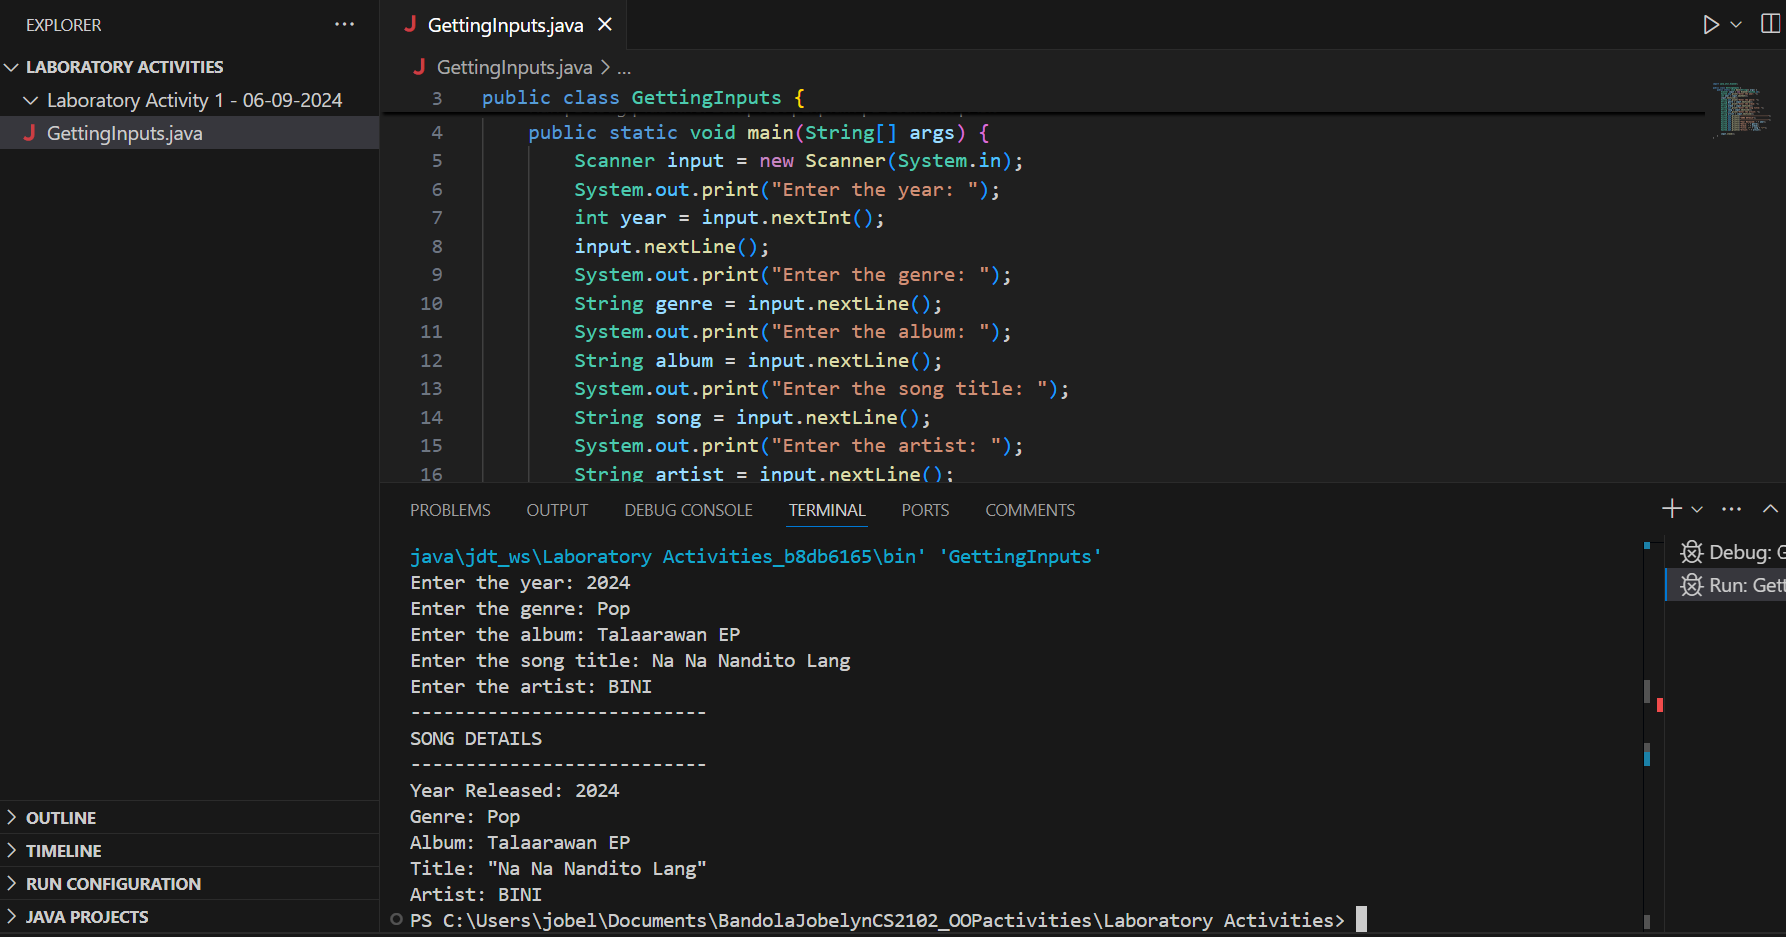 EXPLORER
LABORATORY ACTIVITIES
Laboratory Activity 1 - 06-09-2024
J GettingInputs.java
OUTLINE
TIMELINE
RUN CONFIGURATION
JAVA PROJECTS
J GettingInputs.java
J GettingInputs.java > ...
3 public class GettingInputs {
4 public static void main(String[] args) {
5 Scanner input = new Scanner(System.in);
6 System.out.print("Enter the year: ");
7 int year = input.nextInt();
8 input.nextLine();
9 System.out.print("Enter the genre: ");
10 String genre = input.nextLine();
11 System.out.print("Enter the album: ");
12 String album = input.nextLine();
13 System.out.print("Enter the song title: ");
14 String song = input.nextLine();
15 System.out.print("Enter the artist: ");
16 String artist = input.nextLine();
PROBLEMS OUTPUT DEBUG CONSOLE TERMINAL PORTS COMMENTS
java\jdt_ws\Laboratory Activities_b8db6165\bin' 'GettingInputs'
Enter the year: 2024
Enter the genre: Pop
Enter the album: Talaarawan EP
Enter the song title: Na Na Nandito Lang
Enter the artist: BINI
---------------------------
SONG DETAILS
---------------------------
Year Released: 2024
Genre: Pop
Album: Talaarawan EP
Title: "Na Na Nandito Lang"
Artist: BINI
PS C:\Users\jobel\Documents\BandolaJobelynCS2102_OOPactivities\Laboratory Activities>
Debug: G
Run: Gett